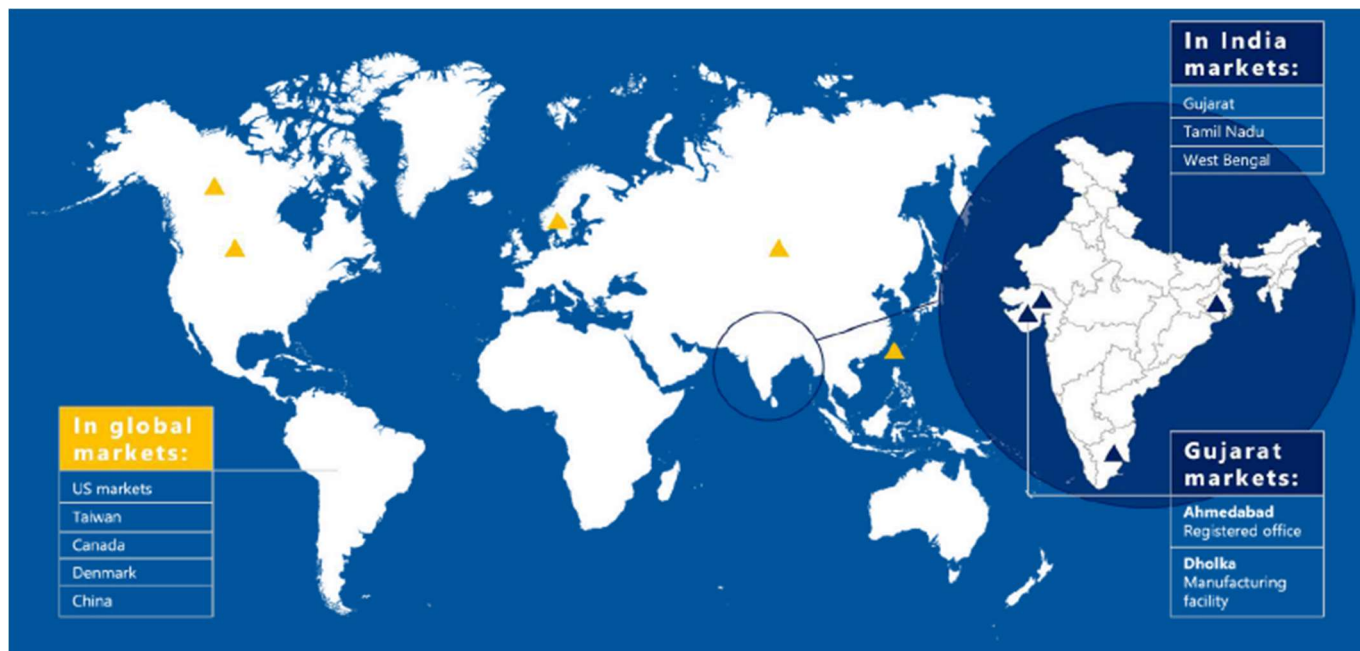 In India
markets:
Gujarat
Tamil Nadu
West Bengal
In global
markets:
US markets
Taiwan
Canada
Denmark
China
Gujarat
markets:
Ahmedabad
Registered office
Dholka
Manufacturing
facility